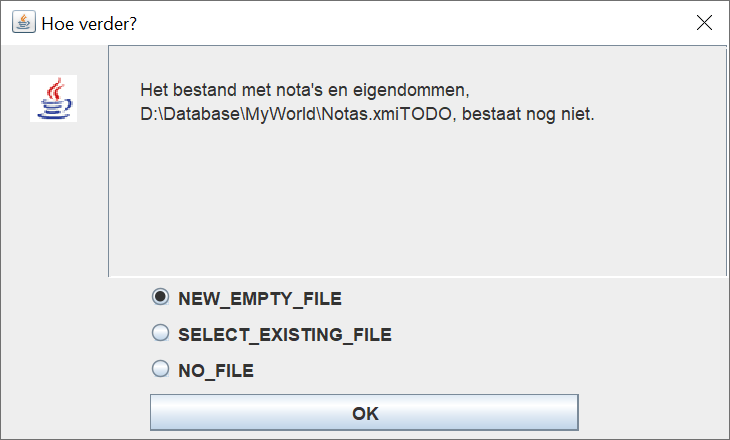 Hoe verder?
Het bestand met nota's en eigendommen,
D:\Database\MyWorld\Notas.xmiTODO, bestaat nog niet.
NEW_EMPTY_FILE
SELECT_EXISTING_FILE
NO_FILE
OK